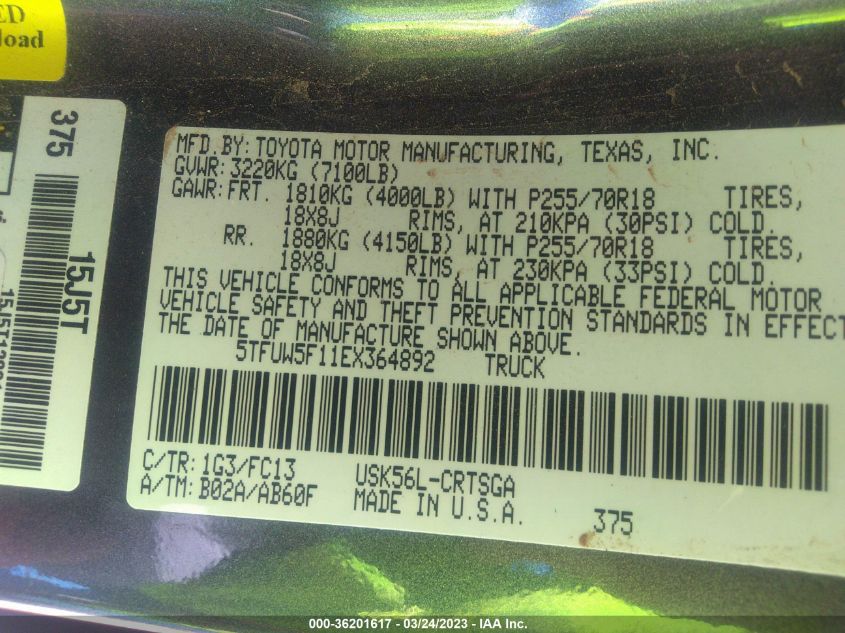 ED
load
375
15J5T
MFD. BY: TOYOTA MOTOR MANUFACTURING, TEXAS, INC.
GVWR: 3220KG (7100LB)
GAWR: FRT. 1810KG (4000LB) WITH P255/70R18 TIRES,
18X8J RIMS, AT 210KPA (30PSI) COLD.
RR. 1880KG (4150LB) WITH P255/70R18 TIRES,
18X8J RIMS, AT 230KPA (33PSI) COLD.
THIS VEHICLE CONFORMS TO ALL APPLICABLE FEDERAL MOTOR
VEHICLE SAFETY AND THEFT PREVENTION STANDARDS IN EFFECT
THE DATE OF MANUFACTURE SHOWN ABOVE.
5TFUW5F11EX364892 TRUCK
C/TR: 1G3/FC13 USK56L-CRTSGA
A/TM: B02A/AB60F MADE IN U.S.A. 375
000-36201617 - 03/24/2023 - IAA Inc.